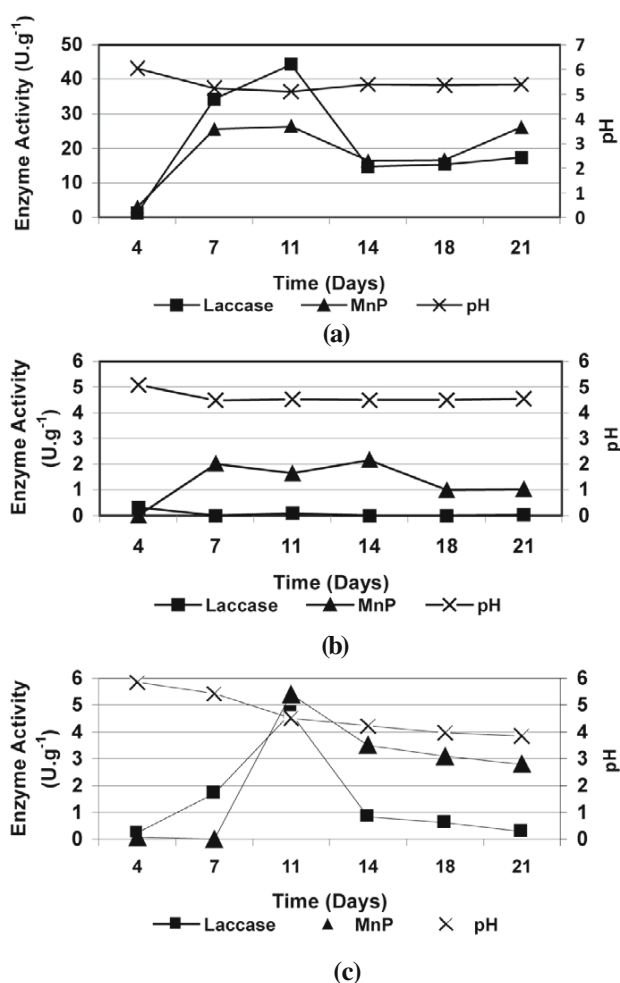 Enzyme Activity (U.g-1)
50
40
30
20
10
0
7
6
5
4
3
2
1
0
pH
4 7 11 14 18 21
Time (Days)
Laccase MnP pH
(a)
Enzyme Activity
(U.g-1)
6
5
4
3
2
1
0
6
5
4
3
2
1
0
pH
4 7 11 14 18 21
Time (Days)
Laccase MnP pH
(b)
Enzyme Activity
(U.g-1)
6
5
4
3
2
1
0
6
5
4
3
2
1
0
pH
4 7 11 14 18 21
Time (Days)
Laccase MnP pH
(c)